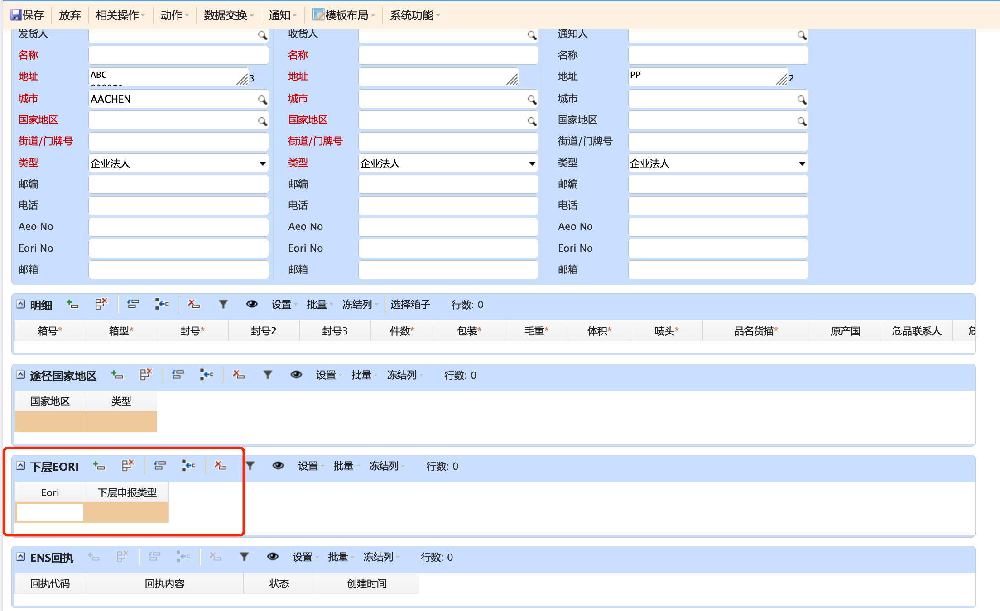 保存 放弃 相关操作 动作 数据交换 通知 模板布局 系统功能
发货人 收货人 通知人
名称 名称 名称
地址 ABC 3 地址 地址 PP 2
城市 AACHEN 城市 城市
国家地区 国家地区 国家地区
街道/门牌号 街道/门牌号 街道/门牌号
类型 企业法人 类型 企业法人 类型 企业法人
邮编 邮编 邮编
电话 电话 电话
Aeo No Aeo No Aeo No
Eori No Eori No Eori No
邮箱 邮箱 邮箱
明细 设置 批量 冻结列 选择箱子 行数: 0
箱号* 箱型* 封号* 封号2 封号3 件数* 包装* 毛重* 体积* 唛头* 品名货描* 原产国 危品联系人
途径国家地区 设置 批量 冻结列 行数: 0
国家地区 类型
下层EORI 设置 批量 冻结列 行数: 0
Eori 下层申报类型
ENS回执 设置 批量 冻结列 行数: 0
回执代码 回执内容 状态 创建时间